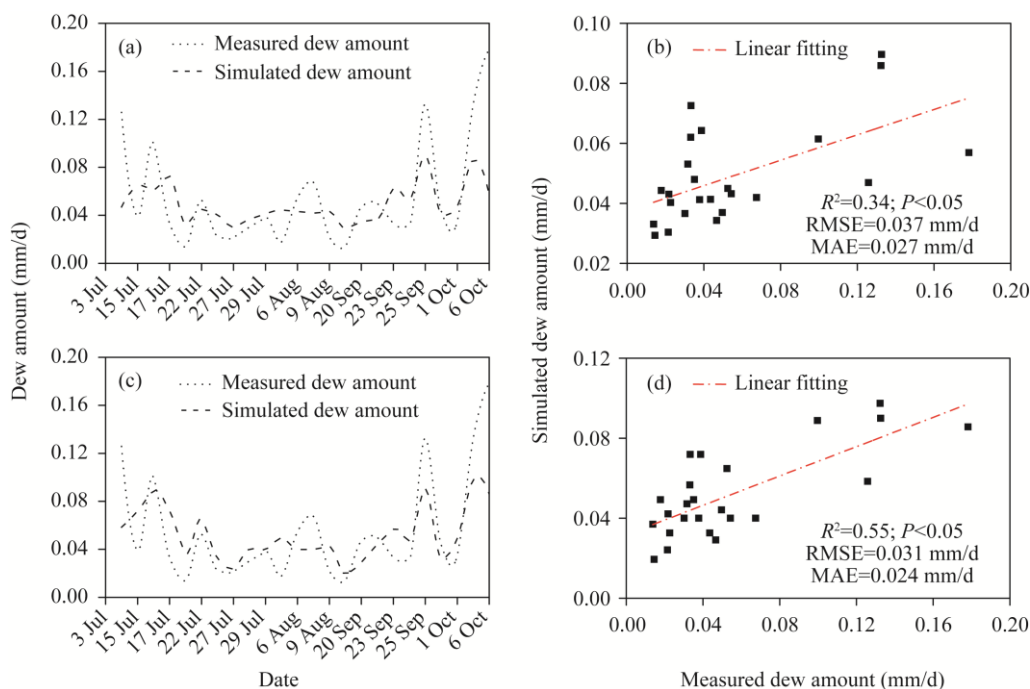 Dew amount (mm/d)
0.20
0.16
0.12
0.08
0.04
0.00
(a)
Measured dew amount
Simulated dew amount
3 Jul
15 Jul
17 Jul
22 Jul
27 Jul
29 Jul
6 Aug
9 Aug
20 Sep
23 Sep
25 Sep
1 Oct
6 Oct
Simulated dew amount (mm/d)
0.10
0.08
0.06
0.04
0.02
(b)
Linear fitting
R²=0.34; P<0.05
RMSE=0.037 mm/d
MAE=0.027 mm/d
0.00
0.04
0.08
0.12
0.16
0.20
0.20
0.16
0.12
0.08
0.04
0.00
(c)
Measured dew amount
Simulated dew amount
3 Jul
15 Jul
17 Jul
22 Jul
27 Jul
29 Jul
6 Aug
9 Aug
20 Sep
23 Sep
25 Sep
1 Oct
6 Oct
Date
0.12
0.08
0.04
0.00
(d)
Linear fitting
R²=0.55; P<0.05
RMSE=0.031 mm/d
MAE=0.024 mm/d
0.00
0.04
0.08
0.12
0.16
0.20
Measured dew amount (mm/d)